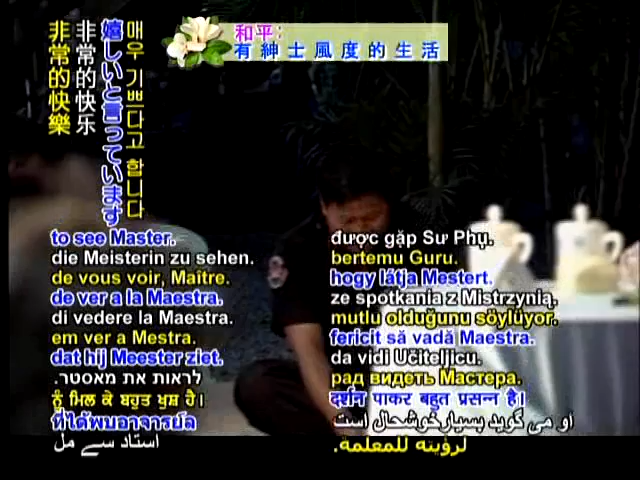 和平:
有紳士風度的生活
매우 기쁘다고 합니다
嬉しいと言っています
非常的快乐
非常的快樂
to see Master.
die Meisterin zu sehen.
de vous voir, Maître.
de ver a la Maestra.
di vedere la Maestra.
em ver a Mestra.
dat hij Meester ziet.
לראות את מאסטר.
ਨੂੰ ਮਿਲ ਕੇ ਬਹੁਤ ਖੁਸ਼ ਹੈ।
ที่ได้พบอาจารย์ล
استاد سے مل
được gặp Sư Phụ.
bertemu Guru.
hogy látja Mestert.
ze spotkania z Mistrzynią.
mutlu olduğunu söylüyor.
fericit să vadă Maestra.
da vidi Učiteljicu.
рад видеть Мастера.
दर्शन पाकर बहुत प्रसन्न है।
او می گوید بسیارخوشحال است
لرؤيته للمعلمة.